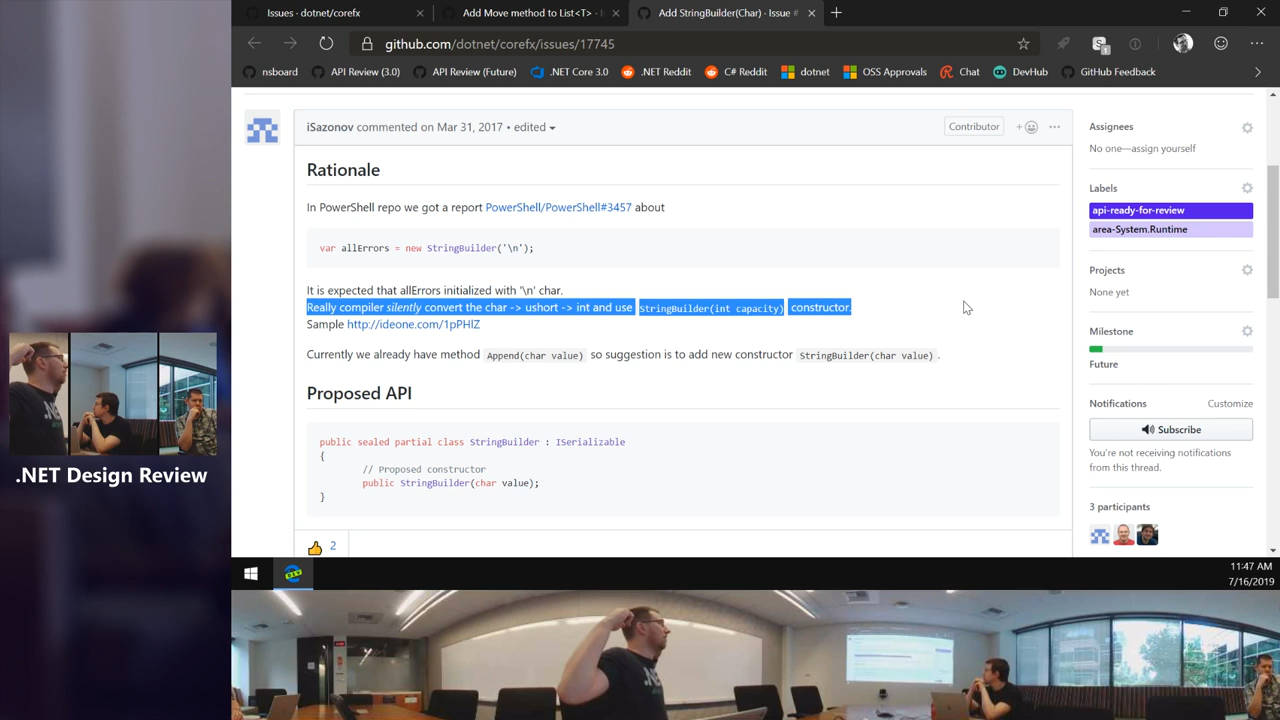 Issues - dotnet/corefx
Add Move method to List<T> · I
Add StringBuilder(Char) · Issue #
github.com/dotnet/corefx/issues/17745
nsboard
API Review (3.0)
API Review (Future)
.NET Core 3.0
.NET Reddit
C# Reddit
dotnet
OSS Approvals
Chat
DevHub
GitHub Feedback
iSazonov commented on Mar 31, 2017 • edited
Contributor
Rationale
In PowerShell repo we got a report PowerShell/PowerShell#3457 about
var allErrors = new StringBuilder('\n');
It is expected that allErrors initialized with '\n' char.
Really compiler silently convert the char -> ushort -> int and use StringBuilder(int capacity) constructor.
Sample http://ideone.com/1pPHlZ
Currently we already have method Append(char value) so suggestion is to add new constructor StringBuilder(char value) .
Proposed API
public sealed partial class StringBuilder : ISerializable
{
// Proposed constructor
public StringBuilder(char value);
}
2
Assignees
No one—assign yourself
Labels
api-ready-for-review
area-System.Runtime
Projects
None yet
Milestone
Future
Notifications
Customize
Subscribe
You're not receiving notifications
from this thread.
3 participants
.NET Design Review
11:47 AM
7/16/2019